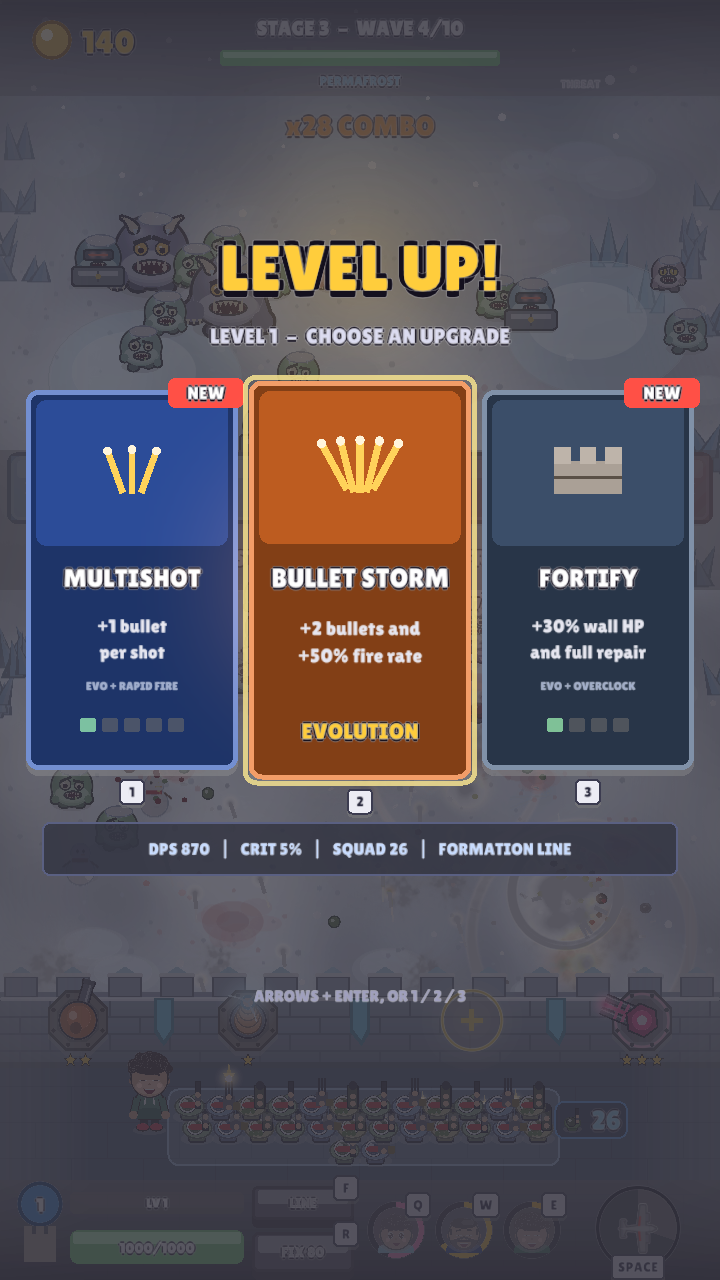 140
STAGE 3 – WAVE 4/10
PERMAFROST
THREAT
x28 COMBO
LEVEL UP!
LEVEL 1 – CHOOSE AN UPGRADE
NEW
NEW
MULTISHOT
+1 bullet
per shot
EVO + RAPID FIRE
1
BULLET STORM
+2 bullets and
+50% fire rate
EVOLUTION
2
FORTIFY
+30% wall HP
and full repair
EVO + OVERCLOCK
3
DPS 870 | CRIT 5% | SQUAD 26 | FORMATION LINE
ARROWS + ENTER, OR 1 / 2 / 3
26
1
LV 1
1000/1000
LINE
F
FIX 80
R
Q
W
E
SPACE